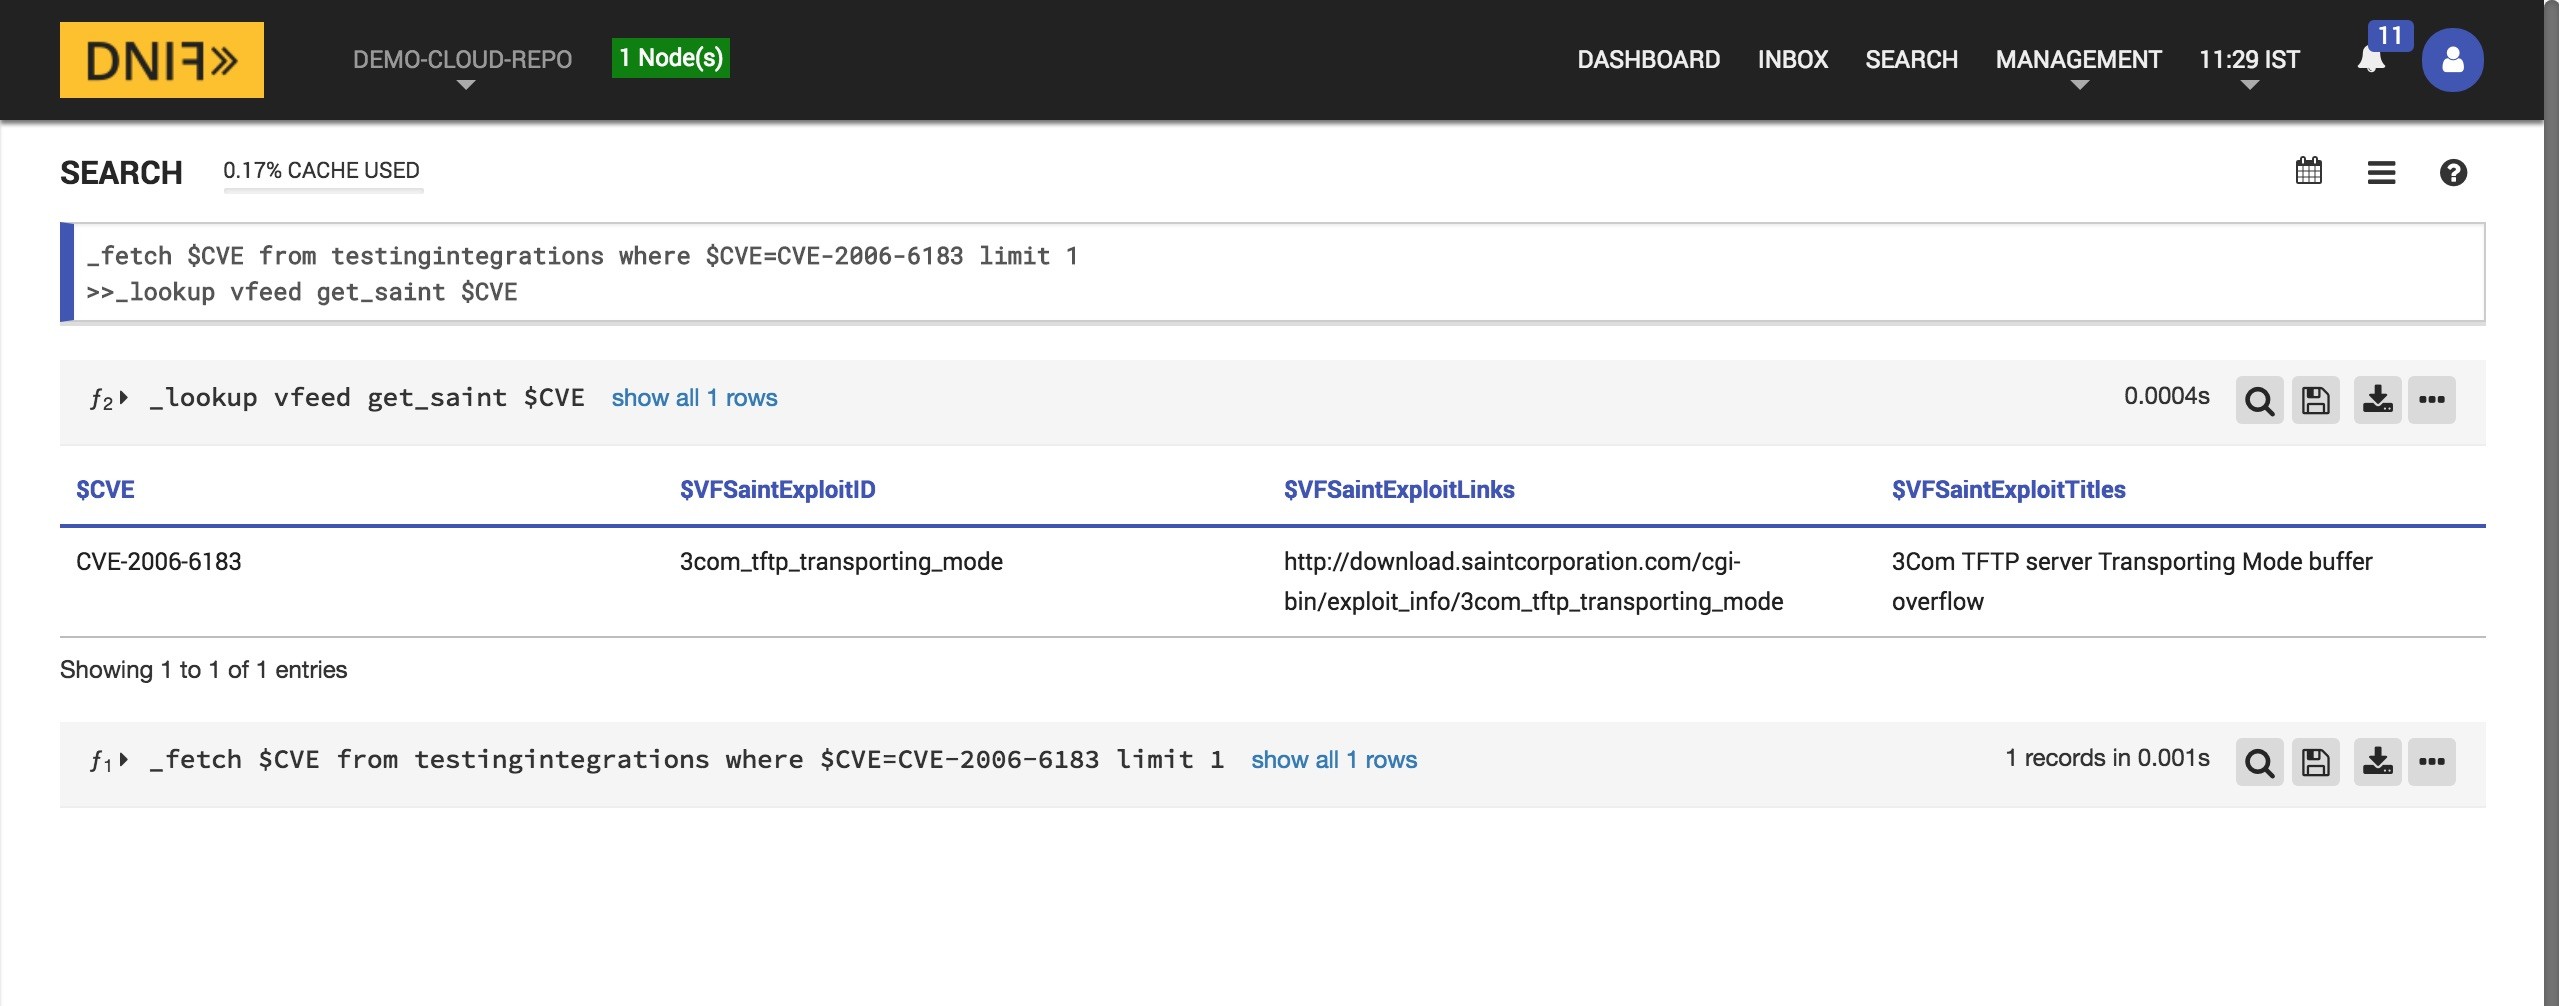 DNIF»
DEMO-CLOUD-REPO
1 Node(s)
DASHBOARD
INBOX
SEARCH
MANAGEMENT
11:29 IST
11
SEARCH
0.17% CACHE USED
_fetch $CVE from testingintegrations where $CVE=CVE-2006-6183 limit 1
>>_lookup vfeed get_saint $CVE
ƒ2 _lookup vfeed get_saint $CVE show all 1 rows
0.0004s
$CVE
$VFSaintExploitID
$VFSaintExploitLinks
$VFSaintExploitTitles
CVE-2006-6183
3com_tftp_transporting_mode
http://download.saintcorporation.com/cgi-
bin/exploit_info/3com_tftp_transporting_mode
3Com TFTP server Transporting Mode buffer
overflow
Showing 1 to 1 of 1 entries
ƒ1 _fetch $CVE from testingintegrations where $CVE=CVE-2006-6183 limit 1 show all 1 rows
1 records in 0.001s